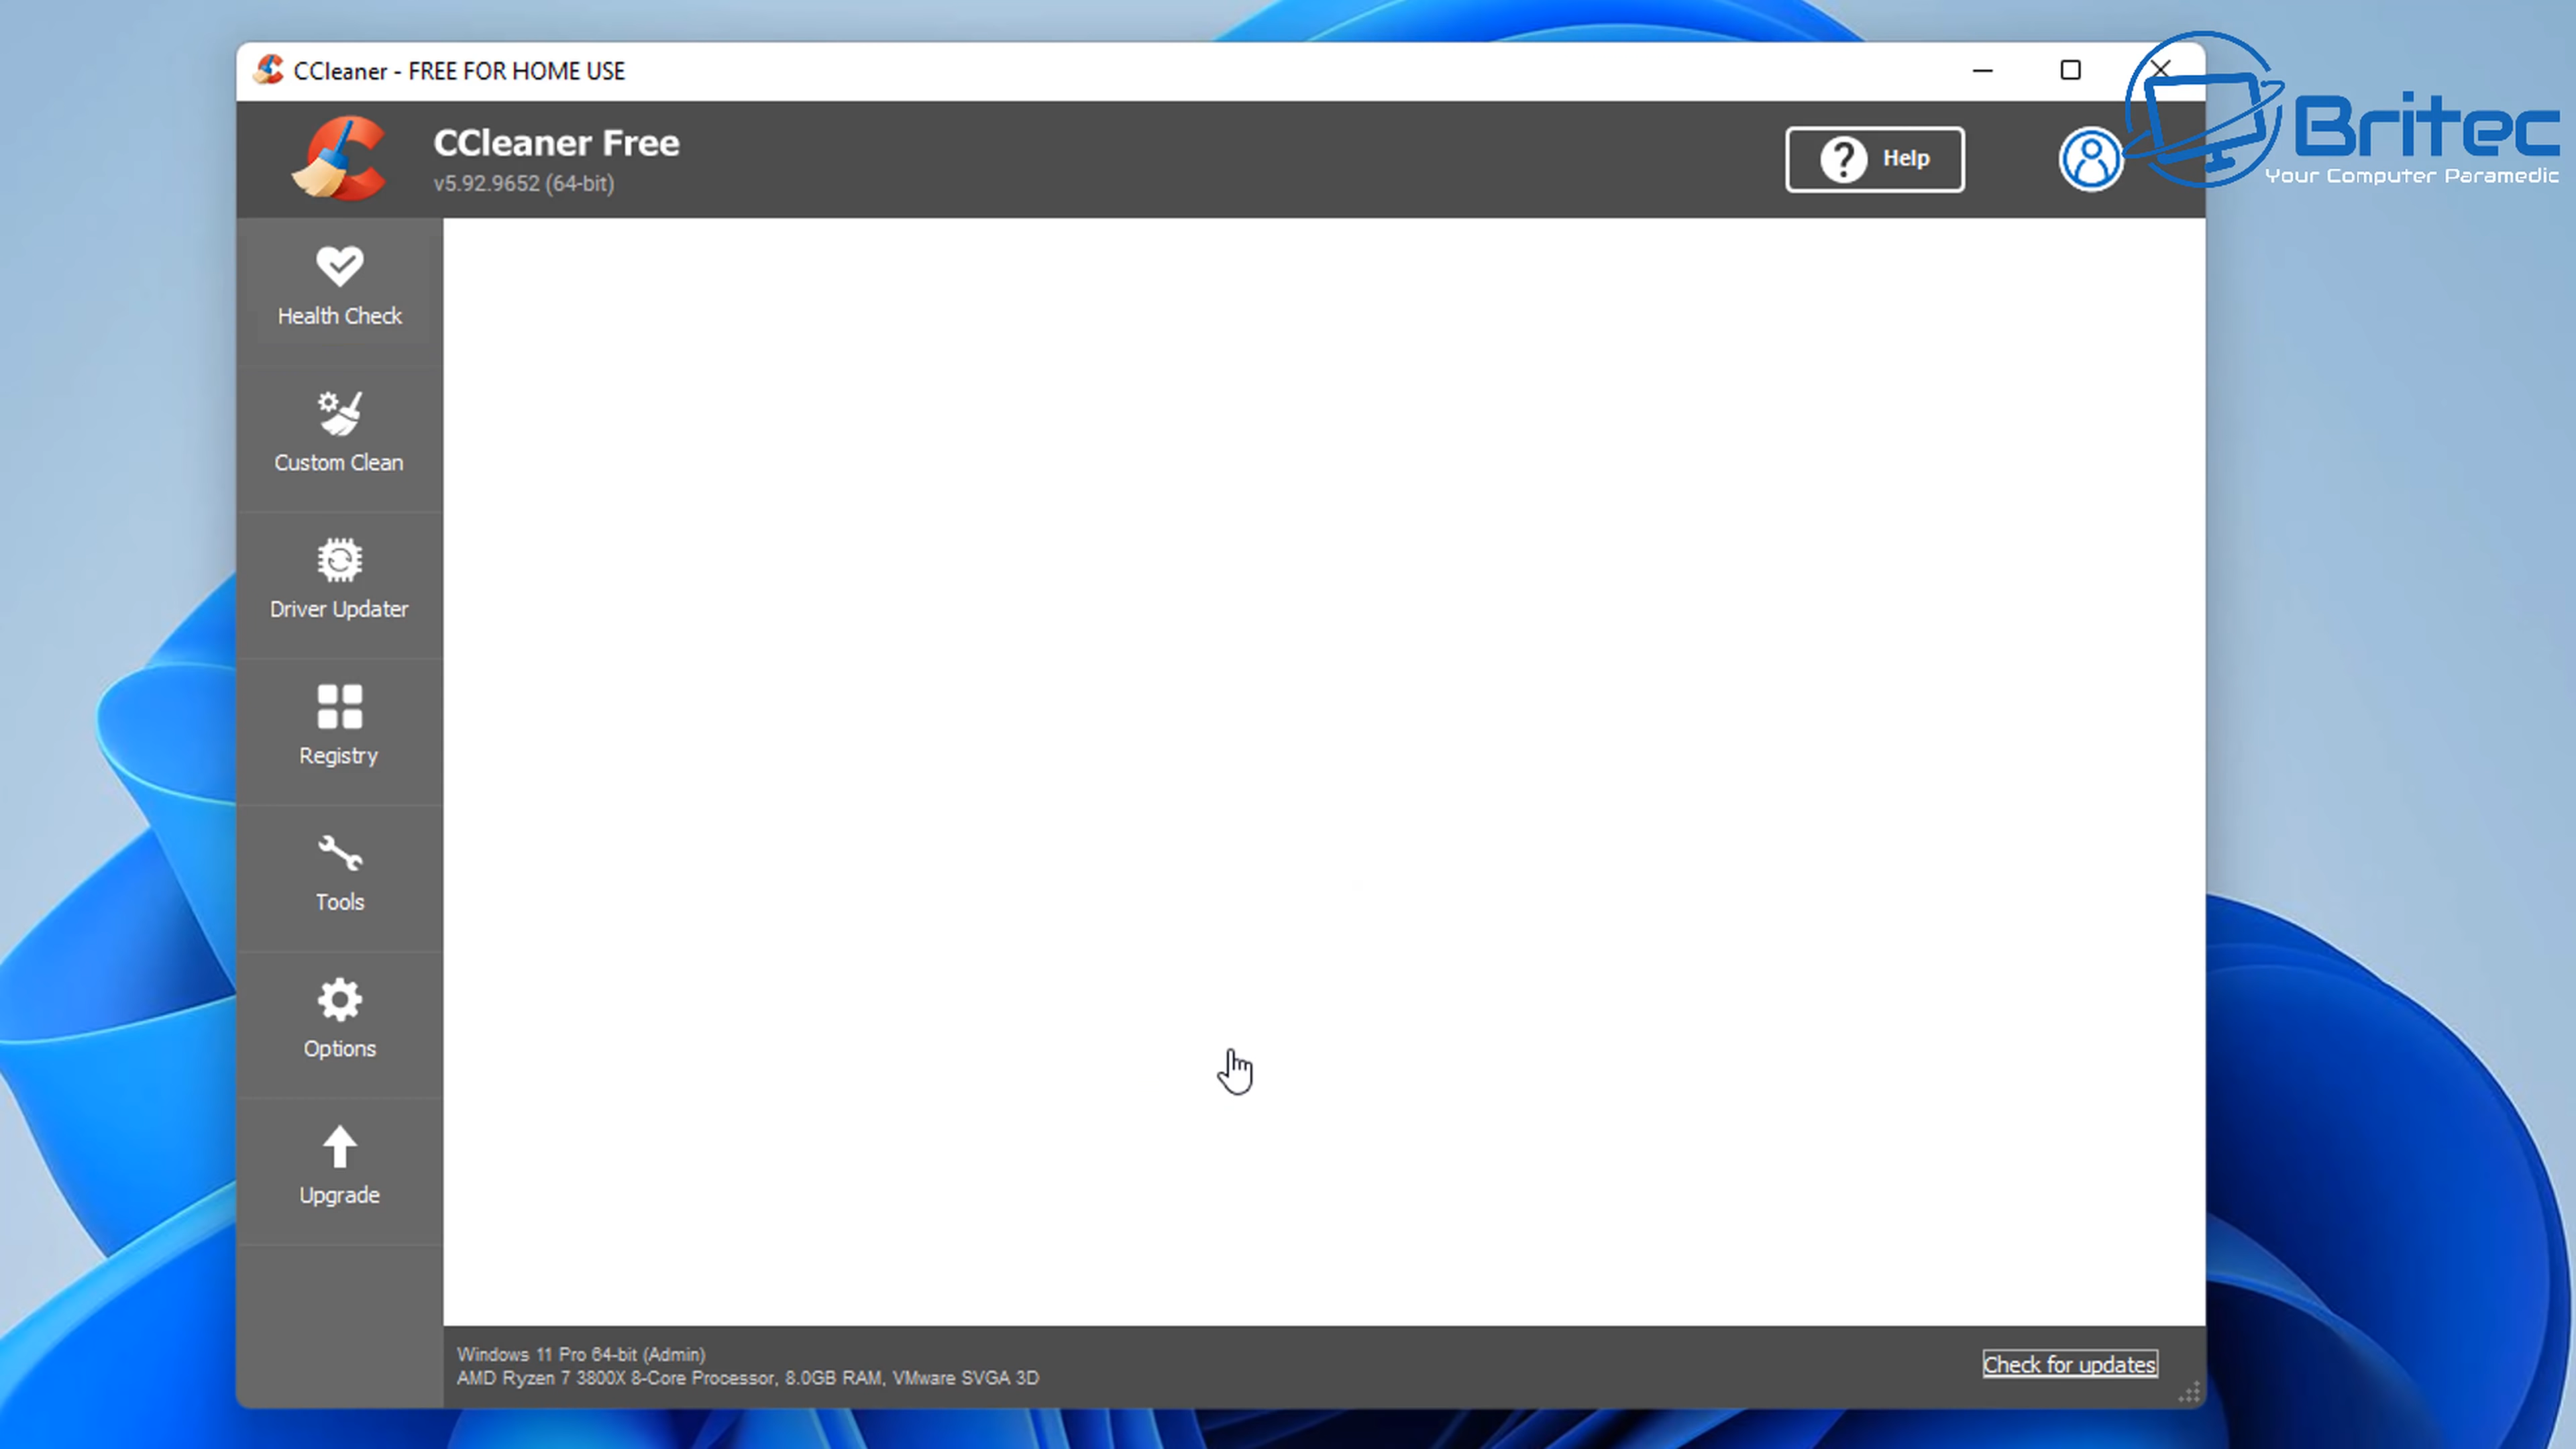 CCleaner - FREE FOR HOME USE
CCleaner Free
v5.92.9652 (64-bit)
Help
Britec
Your Computer Paramedic
Health Check
Custom Clean
Driver Updater
Registry
Tools
Options
Upgrade
Windows 11 Pro 64-bit (Admin)
AMD Ryzen 7 3800X 8-Core Processor, 8.0GB RAM, VMware SVGA 3D
Check for updates